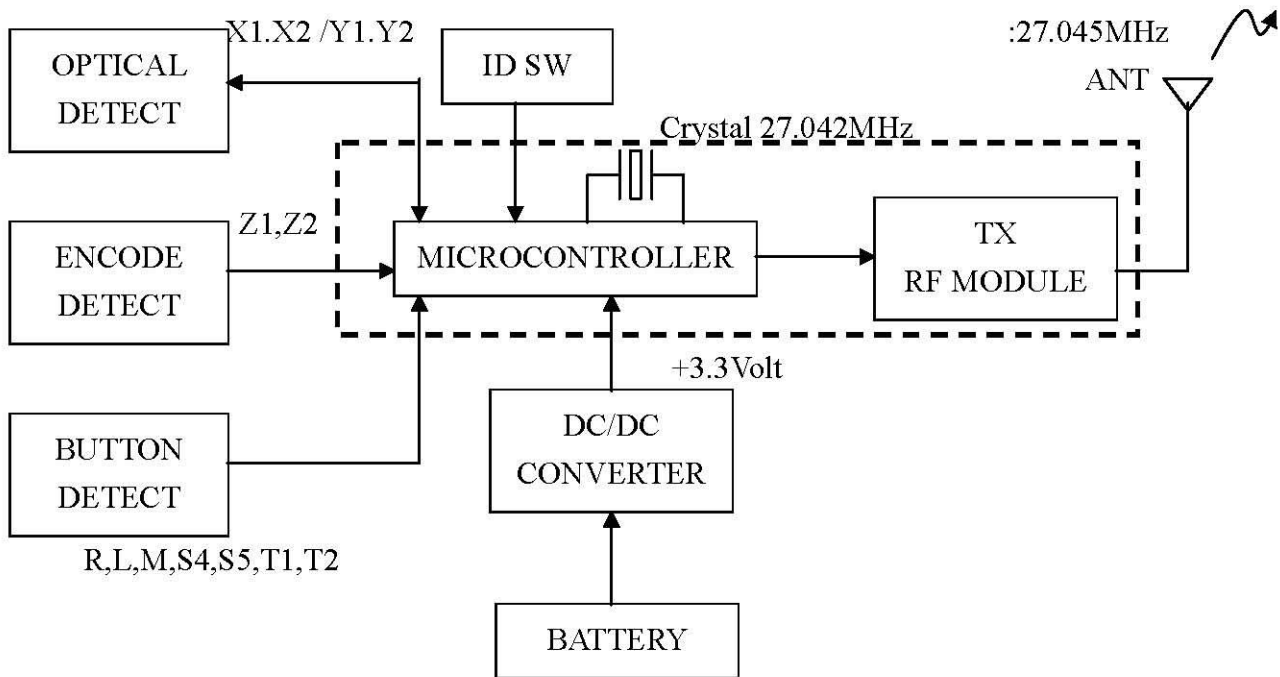 X1.X2 /Y1.Y2
OPTICAL
DETECT
ID SW
:27.045MHz
ANT
Crystal 27.042MHz
Z1,Z2
ENCODE
DETECT
MICROCONTROLLER
TX
RF MODULE
+3.3Volt
BUTTON
DETECT
DC/DC
CONVERTER
R,L,M,S4,S5,T1,T2
BATTERY